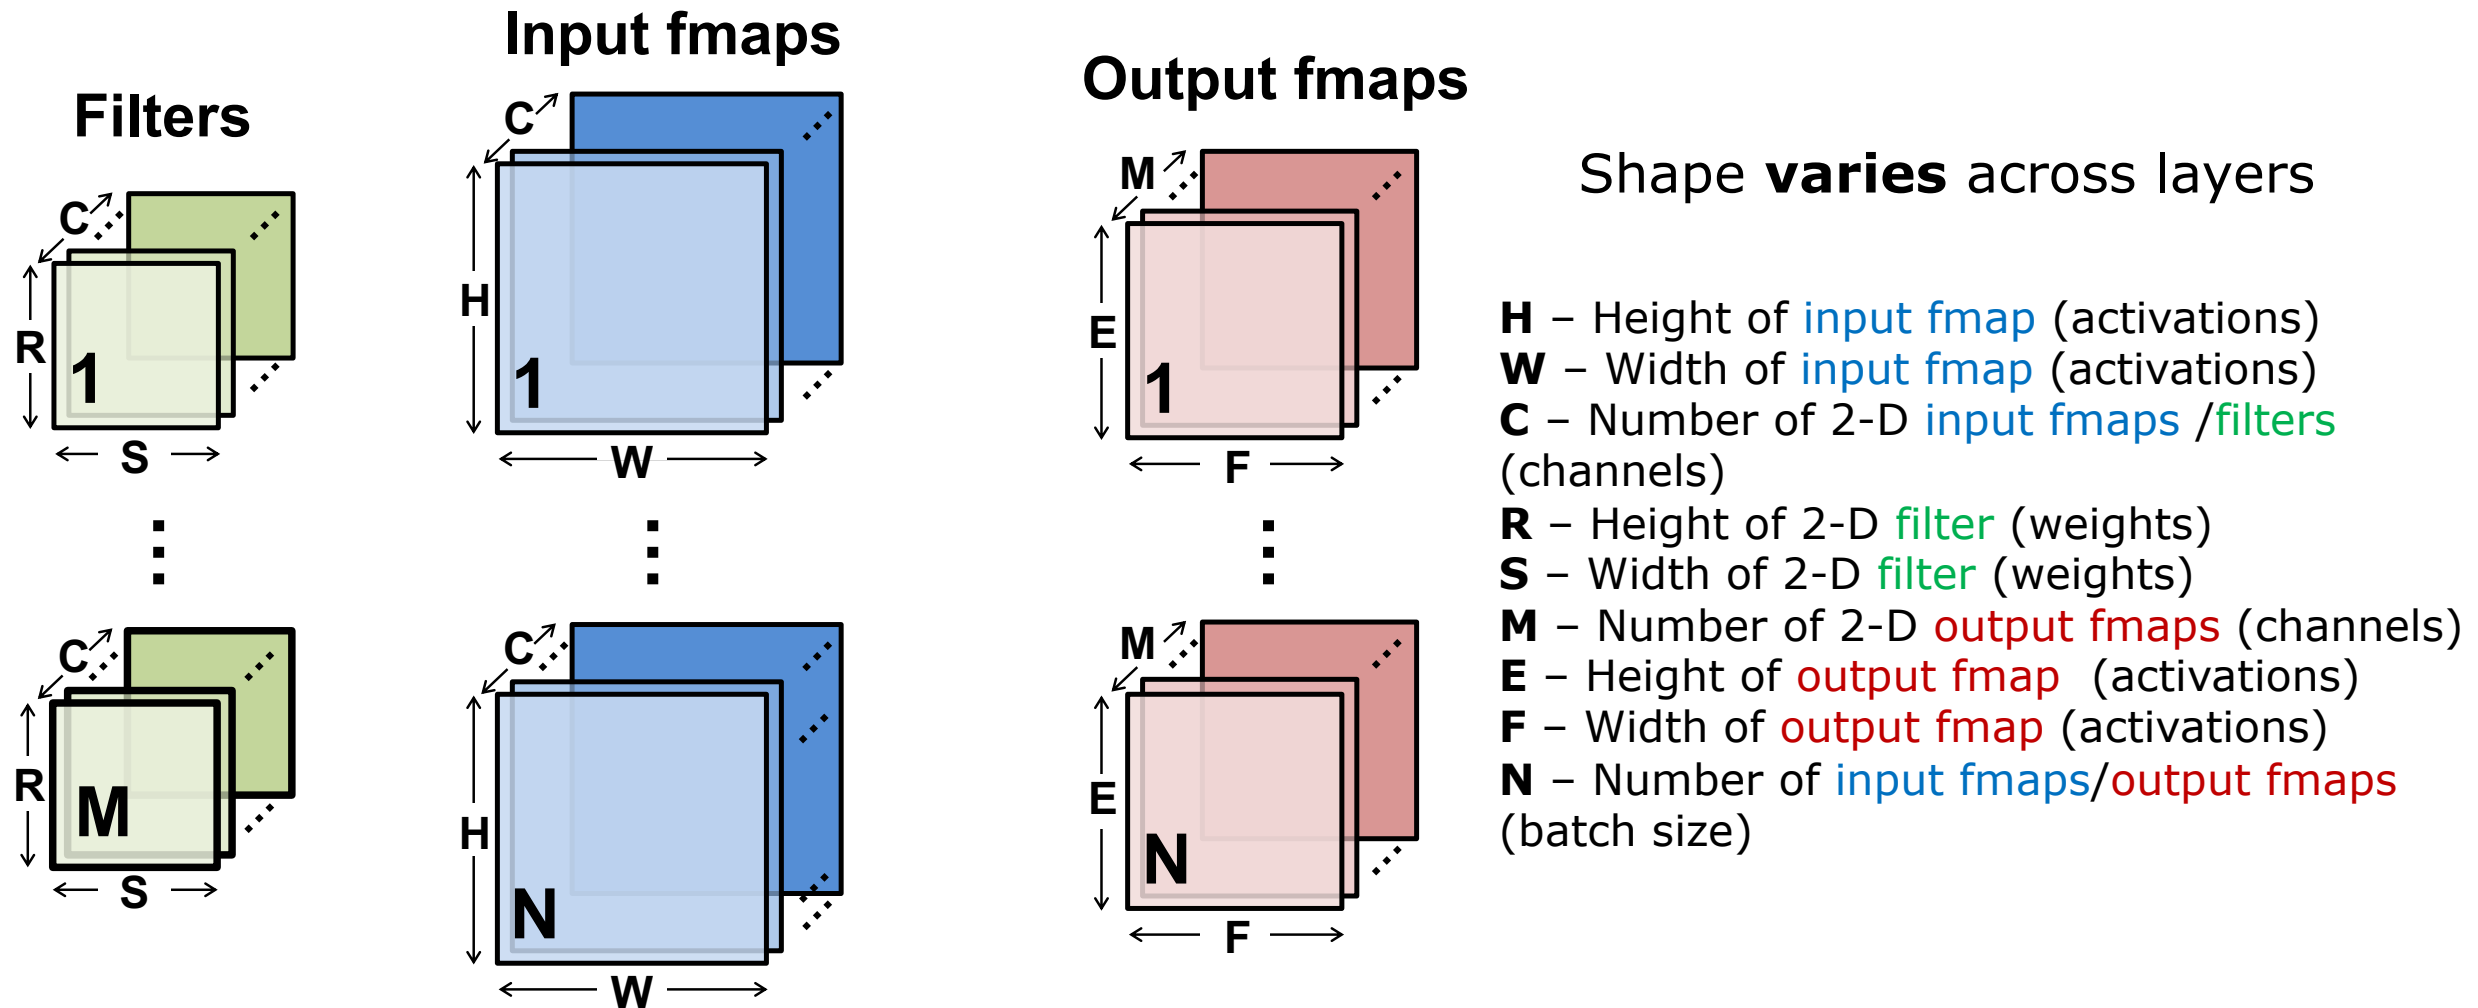 Filters
C
R
1
S
⋮
C
R
M
S
Input fmaps
C
H
1
W
⋮
C
H
N
W
Output fmaps
M
E
1
F
⋮
M
E
N
F
Shape varies across layers
H – Height of input fmap (activations)
W – Width of input fmap (activations)
C – Number of 2-D input fmaps /filters
(channels)
R – Height of 2-D filter (weights)
S – Width of 2-D filter (weights)
M – Number of 2-D output fmaps (channels)
E – Height of output fmap (activations)
F – Width of output fmap (activations)
N – Number of input fmaps/output fmaps
(batch size)